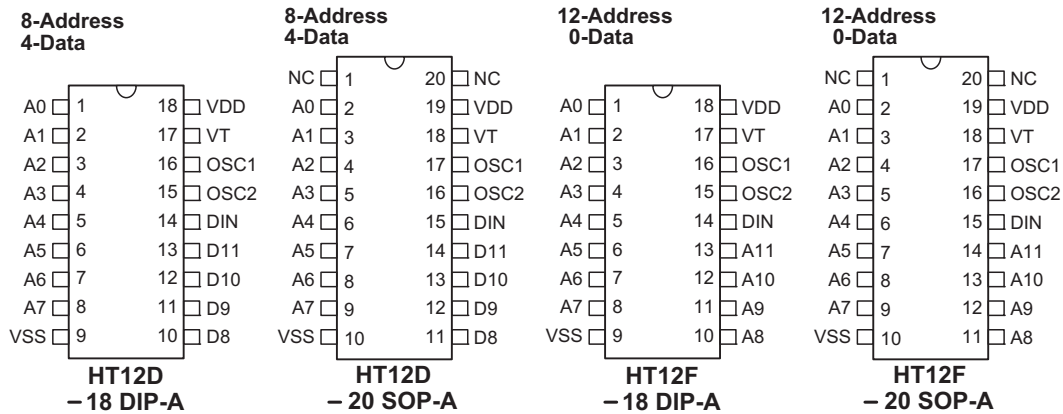 8-Address
4-Data
NC 1 20 NC
A0 1 18 VDD
A1 2 17 VT
A2 3 16 OSC1
A3 4 15 OSC2
A4 5 14 DIN
A5 6 13 D11
A6 7 12 D10
A7 8 11 D9
VSS 9 10 D8
HT12D
– 18 DIP-A
8-Address
4-Data
A0 2 19 VDD
A1 3 18 VT
A2 4 17 OSC1
A3 5 16 OSC2
A4 6 15 DIN
A5 7 14 D11
A6 8 13 D10
A7 9 12 D9
VSS 10 11 D8
HT12D
– 20 SOP-A
12-Address
0-Data
A0 1 18 VDD
A1 2 17 VT
A2 3 16 OSC1
A3 4 15 OSC2
A4 5 14 DIN
A5 6 13 A11
A6 7 12 A10
A7 8 11 A9
VSS 9 10 A8
HT12F
– 18 DIP-A
12-Address
0-Data
NC 1 20 NC
A0 2 19 VDD
A1 3 18 VT
A2 4 17 OSC1
A3 5 16 OSC2
A4 6 15 DIN
A5 7 14 A11
A6 8 13 A10
A7 9 12 A9
VSS 10 11 A8
HT12F
– 20 SOP-A